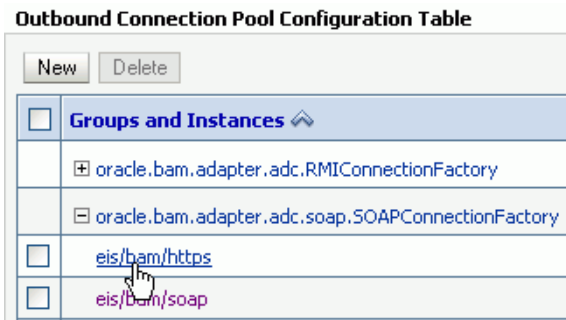 Outbound Connection Pool Configuration Table
New Delete
Groups and Instances
oracle.bam.adapter.adc.RMIConnectionFactory
oracle.bam.adapter.adc.soap.SOAPConnectionFactory
eis/bam/https
eis/bam/soap